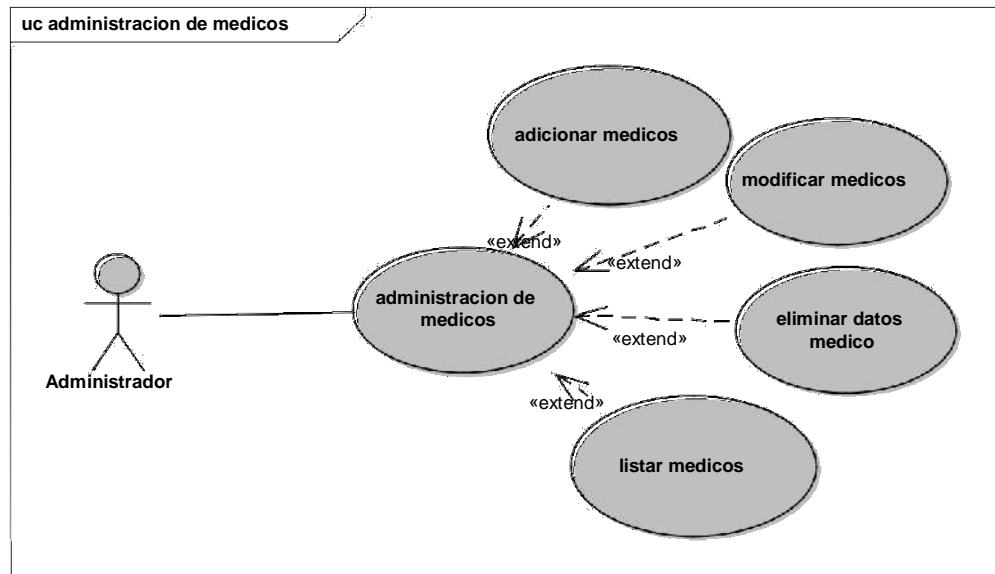 uc administracion de medicos
adicionar medicos
modificar medicos
«extend»
«extend»
administracion de
medicos
eliminar datos
medico
«extend»
Administrador
«extend»
listar medicos